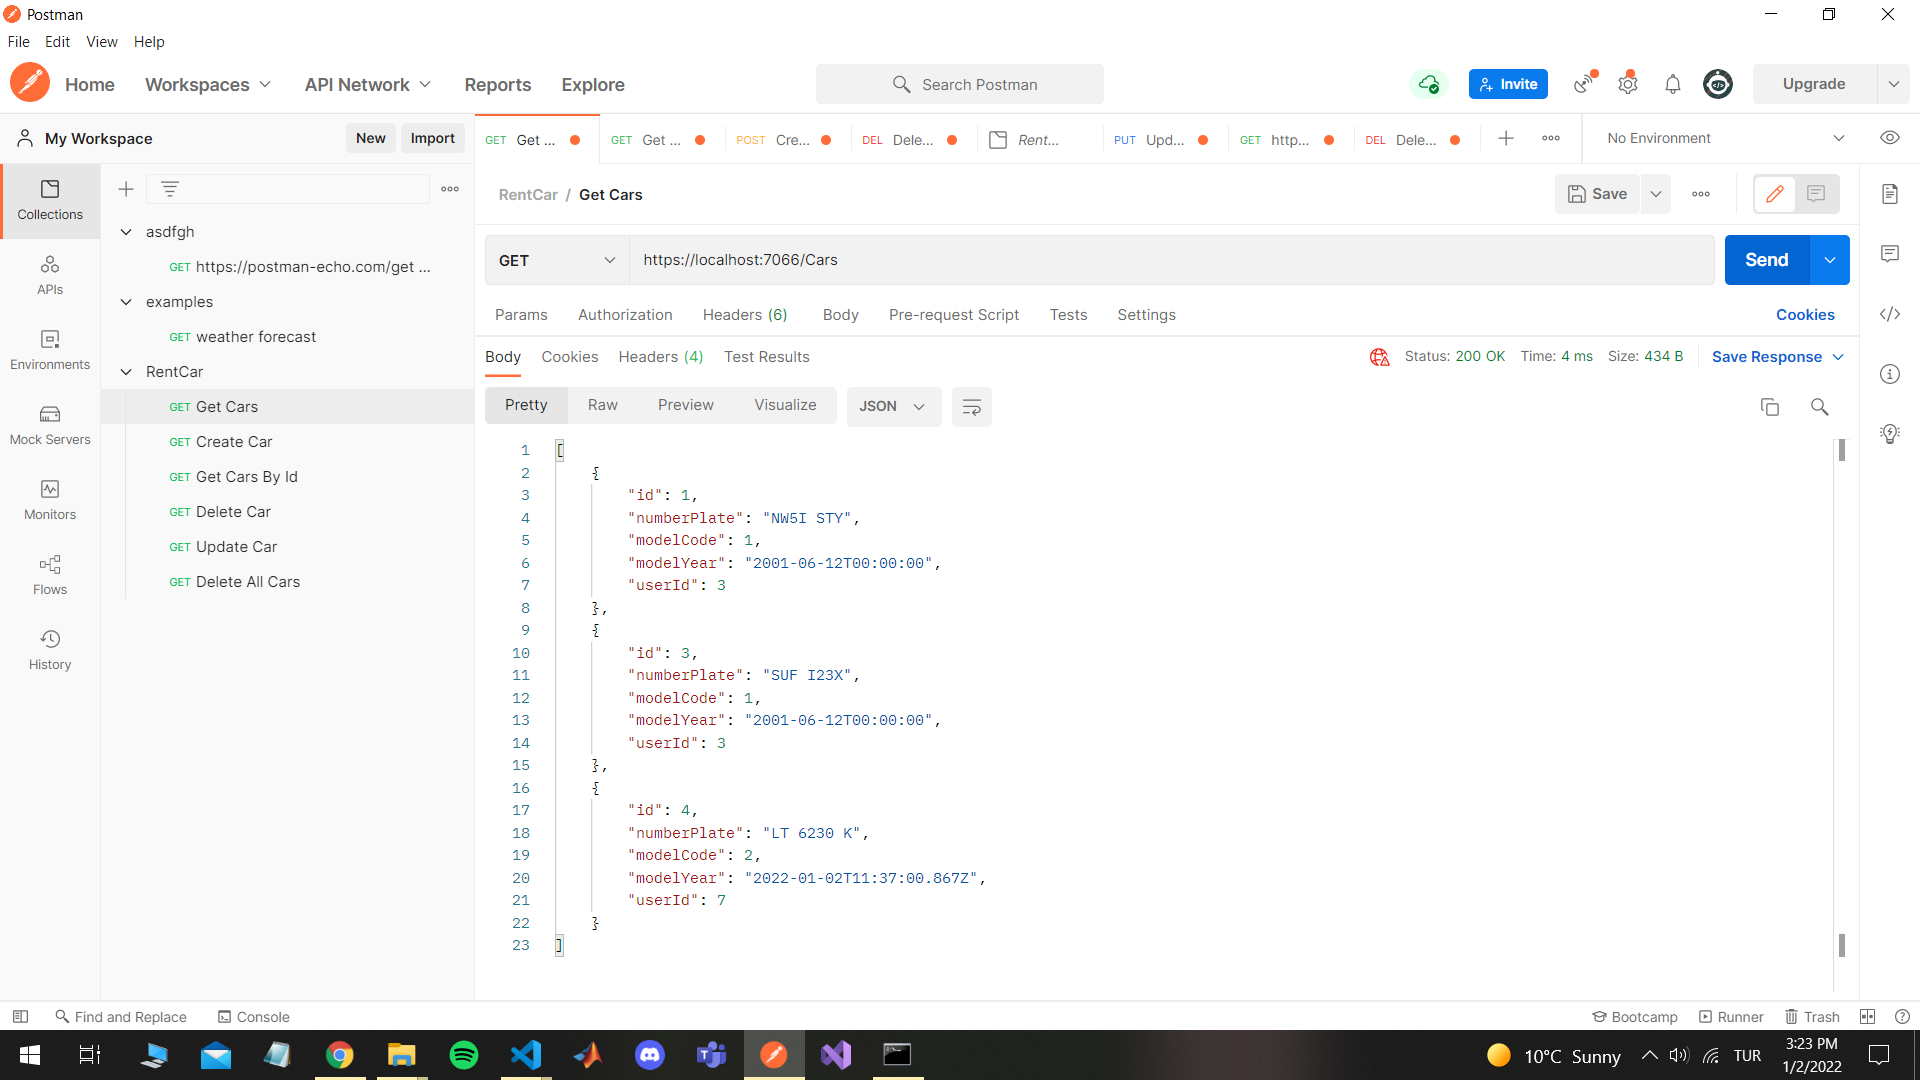 Postman
File Edit View Help
Home Workspaces API Network Reports Explore Search Postman Invite Upgrade
My Workspace New Import
GET Get ... GET Get ... POST Cre... DEL Dele... Rent... PUT Upd... GET http... DEL Dele... No Environment
Collections
APIs
Environments
Mock Servers
Monitors
Flows
History
asdfgh
GET https://postman-echo.com/get ...
examples
GET weather forecast
RentCar
GET Get Cars
GET Create Car
GET Get Cars By Id
GET Delete Car
GET Update Car
GET Delete All Cars
RentCar / Get Cars Save
GET https://localhost:7066/Cars Send
Params Authorization Headers (6) Body Pre-request Script Tests Settings Cookies
Body Cookies Headers (4) Test Results Status: 200 OK Time: 4 ms Size: 434 B Save Response
Pretty Raw Preview Visualize JSON
1 [
2 {
3 "id": 1,
4 "numberPlate": "NW5I STY",
5 "modelCode": 1,
6 "modelYear": "2001-06-12T00:00:00",
7 "userId": 3
8 },
9 {
10 "id": 3,
11 "numberPlate": "SUF I23X",
12 "modelCode": 1,
13 "modelYear": "2001-06-12T00:00:00",
14 "userId": 3
15 },
16 {
17 "id": 4,
18 "numberPlate": "LT 6230 K",
19 "modelCode": 2,
20 "modelYear": "2022-01-02T11:37:00.867Z",
21 "userId": 7
22 }
23 ]
Find and Replace Console Bootcamp Runner Trash
10°C Sunny TUR 3:23 PM
1/2/2022